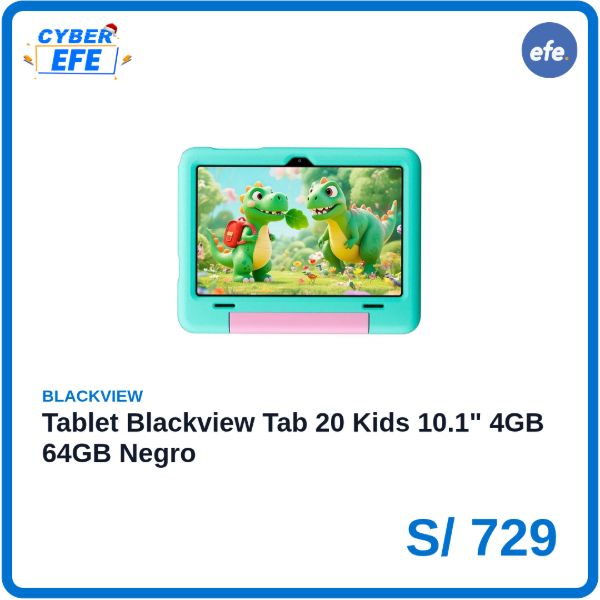 CYBER
EFE
efe.
BLACKVIEW
Tablet Blackview Tab 20 Kids 10.1" 4GB
64GB Negro
S/ 729